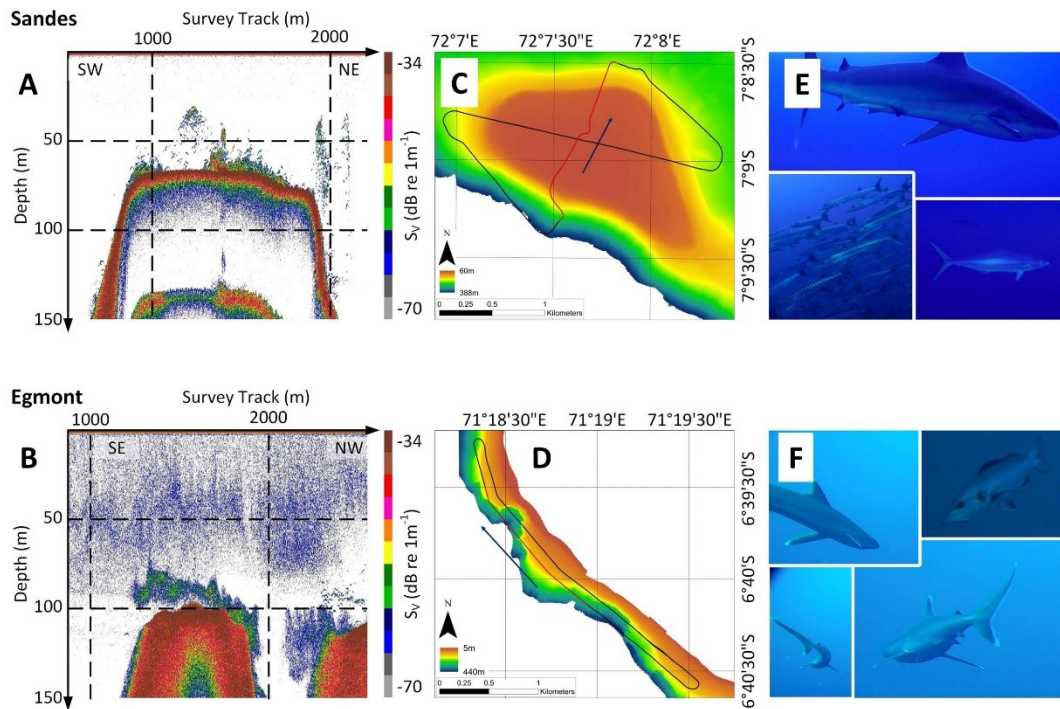 Sandes
Survey Track (m)
1000 2000
SW NE
A
50
100
150
Depth (m)
-34
-70
Sᵥ (dB re 1m⁻¹)
72°7'E 72°7'30"E 72°8'E
C
7°8'30"S
7°9'S
7°9'30"S
N
60m
388m
0 0.25 0.5 1
Kilometers
E
Egmont
Survey Track (m)
1000 2000
SE NW
B
50
100
150
Depth (m)
-34
-70
Sᵥ (dB re 1m⁻¹)
71°18'30"E 71°19'E 71°19'30"E
D
6°39'30"S
6°40'S
6°40'30"S
N
5m
440m
0 0.25 0.5 1
Kilometers
F